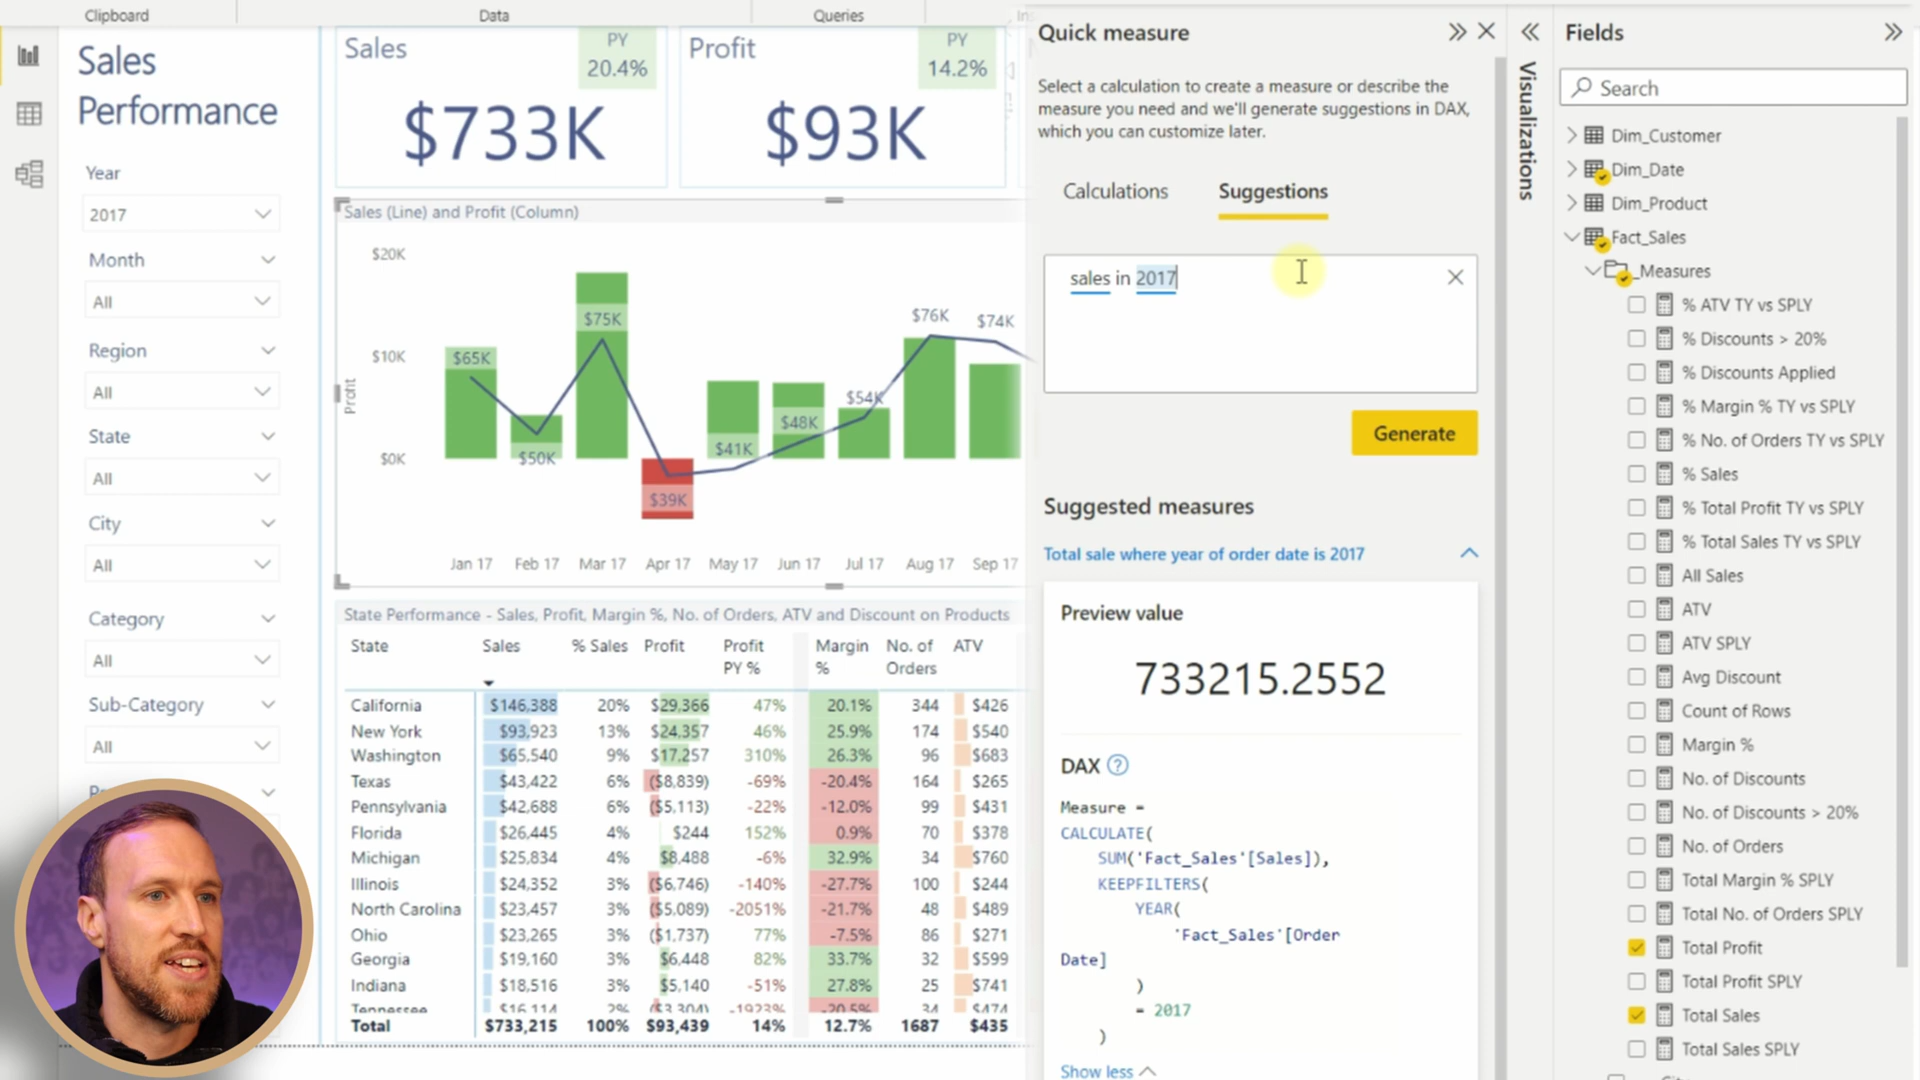 Clipboard
Data
Queries
Sales
Performance
Year
2017
Month
All
Region
All
State
All
City
All
Category
All
Sub-Category
All
Sales
PY
20.4%
$733K
Profit
PY
14.2%
$93K
Sales (Line) and Profit (Column)
$20K
$10K
$0K
Profit
$65K
$50K
$75K
$39K
$41K
$48K
$54K
$76K
$74K
Jan 17 Feb 17 Mar 17 Apr 17 May 17 Jun 17 Jul 17 Aug 17 Sep 17
State Performance - Sales, Profit, Margin %, No. of Orders, ATV and Discount on Products
State Sales % Sales Profit Profit PY % Margin % No. of Orders ATV
California $146,388 20% $29,366 47% 20.1% 344 $426
New York $93,923 13% $24,357 46% 25.9% 174 $540
Washington $65,540 9% $17,257 310% 26.3% 96 $683
Texas $43,422 6% ($8,839) -69% -20.4% 164 $265
Pennsylvania $42,688 6% ($5,113) -22% -12.0% 99 $431
Florida $26,445 4% $244 152% 0.9% 70 $378
Michigan $25,834 4% $8,488 -6% 32.9% 34 $760
Illinois $24,352 3% ($6,746) -140% -27.7% 100 $244
North Carolina $23,457 3% ($5,089) -2051% -21.7% 48 $489
Ohio $23,265 3% ($1,737) 77% -7.5% 86 $271
Georgia $19,160 3% $6,448 82% 33.7% 32 $599
Indiana $18,516 3% $5,140 -51% 27.8% 25 $741
Tennessee $16,114 2% ($3,304) -1923% -20.5% 34 $474
Total $733,215 100% $93,439 14% 12.7% 1687 $435
Quick measure
Select a calculation to create a measure or describe the
measure you need and we'll generate suggestions in DAX,
which you can customize later.
Calculations Suggestions
sales in 2017
Generate
Suggested measures
Total sale where year of order date is 2017
Preview value
733215.2552
DAX
Measure =
CALCULATE(
SUM('Fact_Sales'[Sales]),
KEEPFILTERS(
YEAR(
'Fact_Sales'[Order
Date]
)
= 2017
)
Show less
Visualizations
Fields
Search
Dim_Customer
Dim_Date
Dim_Product
Fact_Sales
_Measures
% ATV TY vs SPLY
% Discounts > 20%
% Discounts Applied
% Margin % TY vs SPLY
% No. of Orders TY vs SPLY
% Sales
% Total Profit TY vs SPLY
% Total Sales TY vs SPLY
All Sales
ATV
ATV SPLY
Avg Discount
Count of Rows
Margin %
No. of Discounts
No. of Discounts > 20%
No. of Orders
Total Margin % SPLY
Total No. of Orders SPLY
Total Profit
Total Profit SPLY
Total Sales
Total Sales SPLY